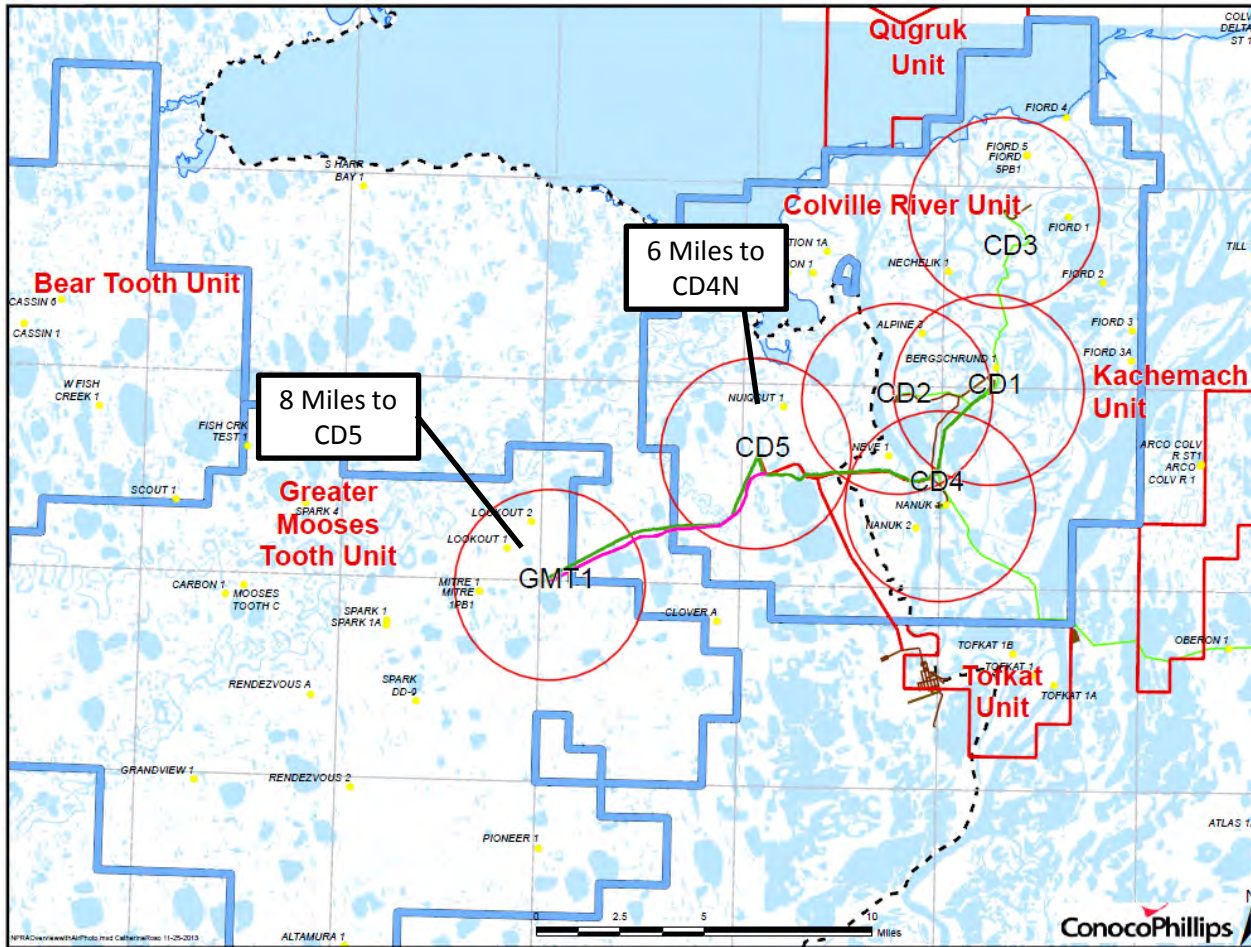 Qugruk
Unit
COLV
DELTA
ST 1
FIORD 4
FIORD 5
FIORD
5PB1
S HARR
BAY 1
Colville River Unit
FIORD 1
6 Miles to
CD4N
TION 1A
ON 1
CD3
NECHELIK 1
TILL
FIORD 2
Bear Tooth Unit
CASSIN 6
CASSIN 1
ALPINE 3
FIORD 3
BERGSCHRUND 1
FIORD 3A
W FISH
CREEK 1
8 Miles to
CD5
CD2
CD1
Kachemach
Unit
NUIQSUT 1
FISH CRK
TEST 1
CD5
NEVE 1
ARCO COLV
R ST1
ARCO
COLV R 1
SCOUT 1
Greater
Mooses
Tooth Unit
SPARK 4
LOOKOUT 2
CD4
NANUK
NANUK 2
LOOKOUT 1
CARBON 1
MOOSES
TOOTH C
MITRE 1
MITRE
1PB1
GMT1
SPARK 1
SPARK 1A
CLOVER A
TOFKAT 1B
OBERON 1
TOFKAT 1
Tofkat
Unit
TOFKAT 1A
RENDEZVOUS A
SPARK
DD-9
GRANDVIEW 1
RENDEZVOUS 2
PIONEER 1
ATLAS 1
0 2.5 5 10
Miles
N
ConocoPhillips
ALTAMURA 1